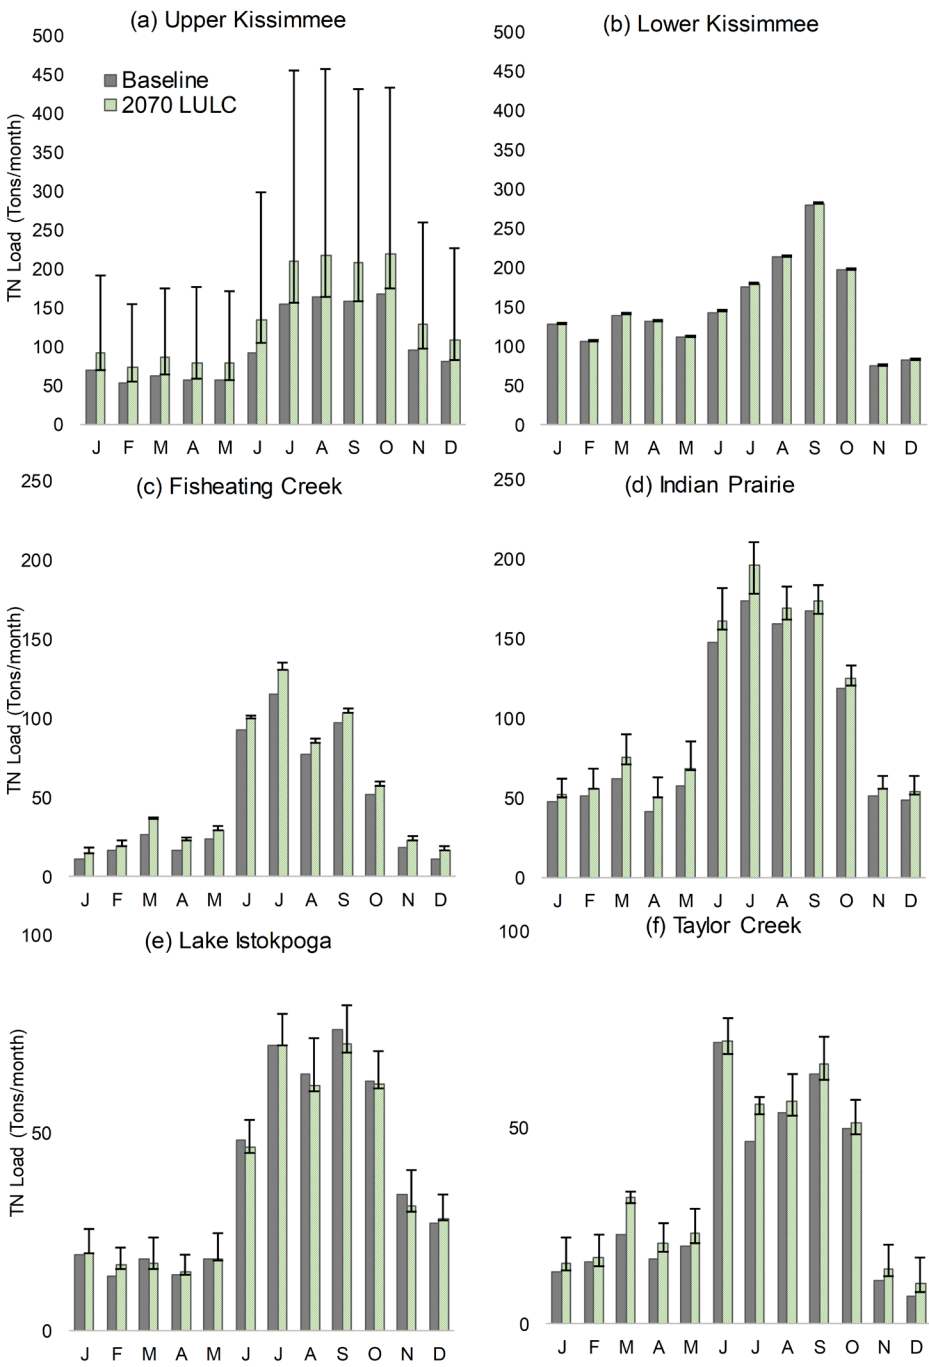 (a) Upper Kissimmee
500
450
400
350
300
250
200
150
100
50
0
TN Load (Tons/month)
Baseline
2070 LULC
J F M A M J J A S O N D
(b) Lower Kissimmee
500
450
400
350
300
250
200
150
100
50
0
J F M A M J J A S O N D
(c) Fisheating Creek
250
200
150
100
50
0
TN Load (Tons/month)
J F M A M J J A S O N D
(d) Indian Prairie
250
200
150
100
50
0
J F M A M J J A S O N D
(e) Lake Istokpoga
100
50
0
TN Load (Tons/month)
J F M A M J J A S O N D
(f) Taylor Creek
100
50
0
J F M A M J J A S O N D